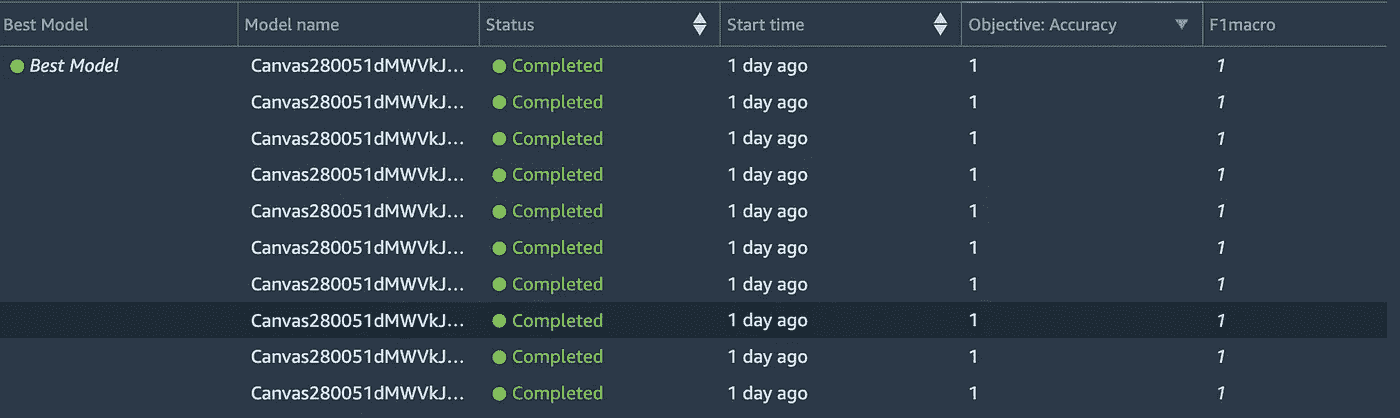 Best Model Model name Status Start time Objective: Accuracy F1macro
Best Model Canvas280051dMWVkJ... Completed 1 day ago 1 1
Canvas280051dMWVkJ... Completed 1 day ago 1 1
Canvas280051dMWVkJ... Completed 1 day ago 1 1
Canvas280051dMWVkJ... Completed 1 day ago 1 1
Canvas280051dMWVkJ... Completed 1 day ago 1 1
Canvas280051dMWVkJ... Completed 1 day ago 1 1
Canvas280051dMWVkJ... Completed 1 day ago 1 1
Canvas280051dMWVkJ... Completed 1 day ago 1 1
Canvas280051dMWVkJ... Completed 1 day ago 1 1
Canvas280051dMWVkJ... Completed 1 day ago 1 1